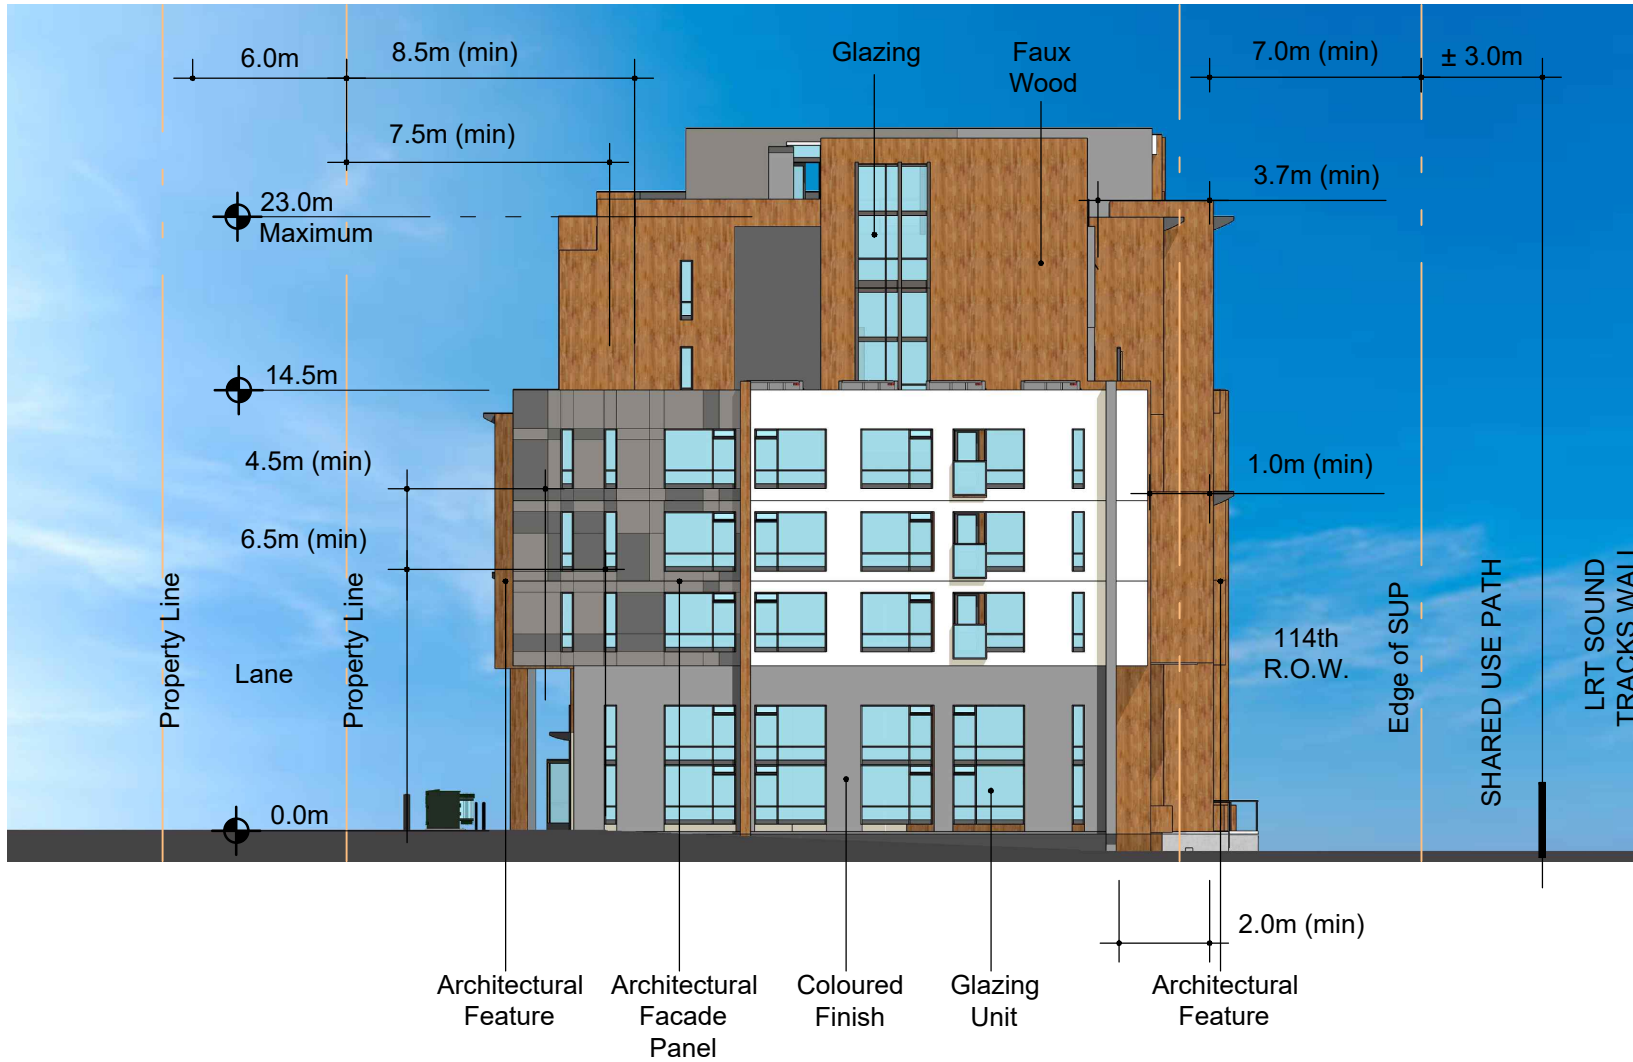 6.0m
8.5m (min)
Glazing
Faux
Wood
7.0m (min)
± 3.0m
7.5m (min)
3.7m (min)
23.0m
Maximum
14.5m
4.5m (min)
1.0m (min)
6.5m (min)
Property Line
Lane
Property Line
114th
R.O.W.
Edge of SUP
SHARED USE PATH
LRT SOUND
TRACKS WALL
0.0m
2.0m (min)
Architectural
Feature
Architectural
Facade
Panel
Coloured
Finish
Glazing
Unit
Architectural
Feature